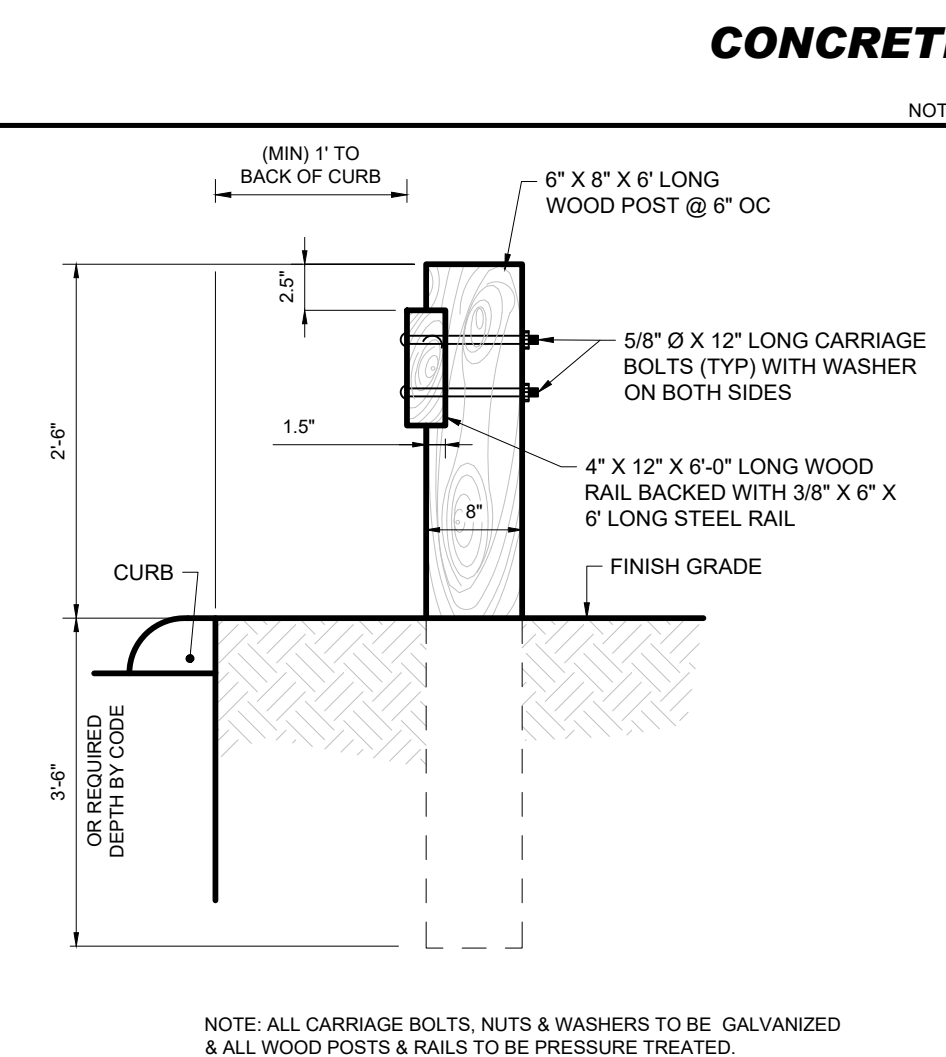 CONCRET
NOT
(MIN) 1' TO
BACK OF CURB
6" X 8" X 6' LONG
WOOD POST @ 6" OC
2.5"
5/8" Ø X 12" LONG CARRIAGE
BOLTS (TYP) WITH WASHER
ON BOTH SIDES
2'-6"
1.5"
4" X 12" X 6'-0" LONG WOOD
RAIL BACKED WITH 3/8" X 6" X
6' LONG STEEL RAIL
8"
CURB
FINISH GRADE
3'-6"
OR REQUIRED
DEPTH BY CODE
NOTE: ALL CARRIAGE BOLTS, NUTS & WASHERS TO BE GALVANIZED
& ALL WOOD POSTS & RAILS TO BE PRESSURE TREATED.